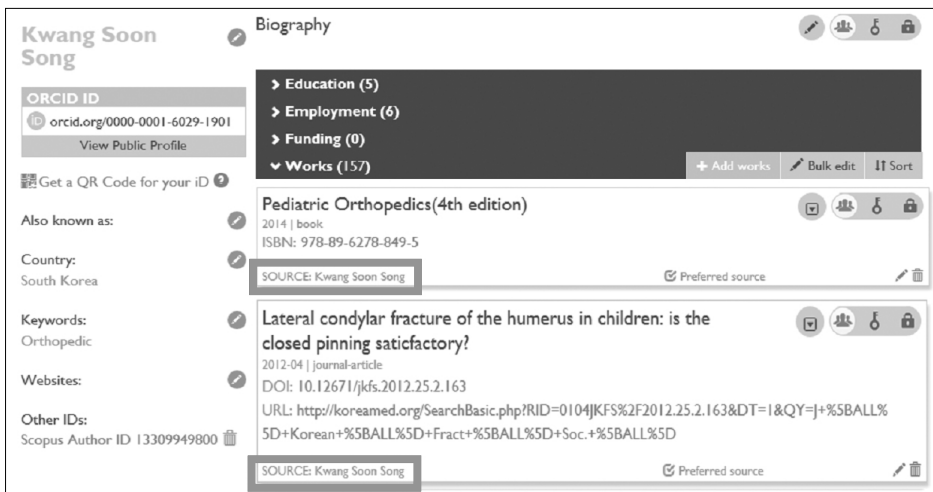 Kwang Soon
Song
ORCID ID
iD orcid.org/0000-0001-6029-1901
View Public Profile
Get a QR Code for your iD ?
Also known as:
Country:
South Korea
Keywords:
Orthopedic
Websites:
Other IDs:
Scopus Author ID 13309949800
Biography
Education (5)
Employment (6)
Funding (0)
Works (157)
+ Add works Bulk edit Sort
Pediatric Orthopedics(4th edition)
2014 | book
ISBN: 978-89-6278-849-5
SOURCE: Kwang Soon Song Preferred source
Lateral condylar fracture of the humerus in children: is the
closed pinning saticfactory?
2012-04 | journal-article
DOI: 10.12671/jkfs.2012.25.2.163
URL: http://koreamed.org/SearchBasic.php?RID=0104JKFS%2F2012.25.2.163&DT=1&QY=J+%5BALL%
5D+Korean+%5BALL%5D+Fract+%5BALL%5D+Soc.+%5BALL%5D
SOURCE: Kwang Soon Song Preferred source